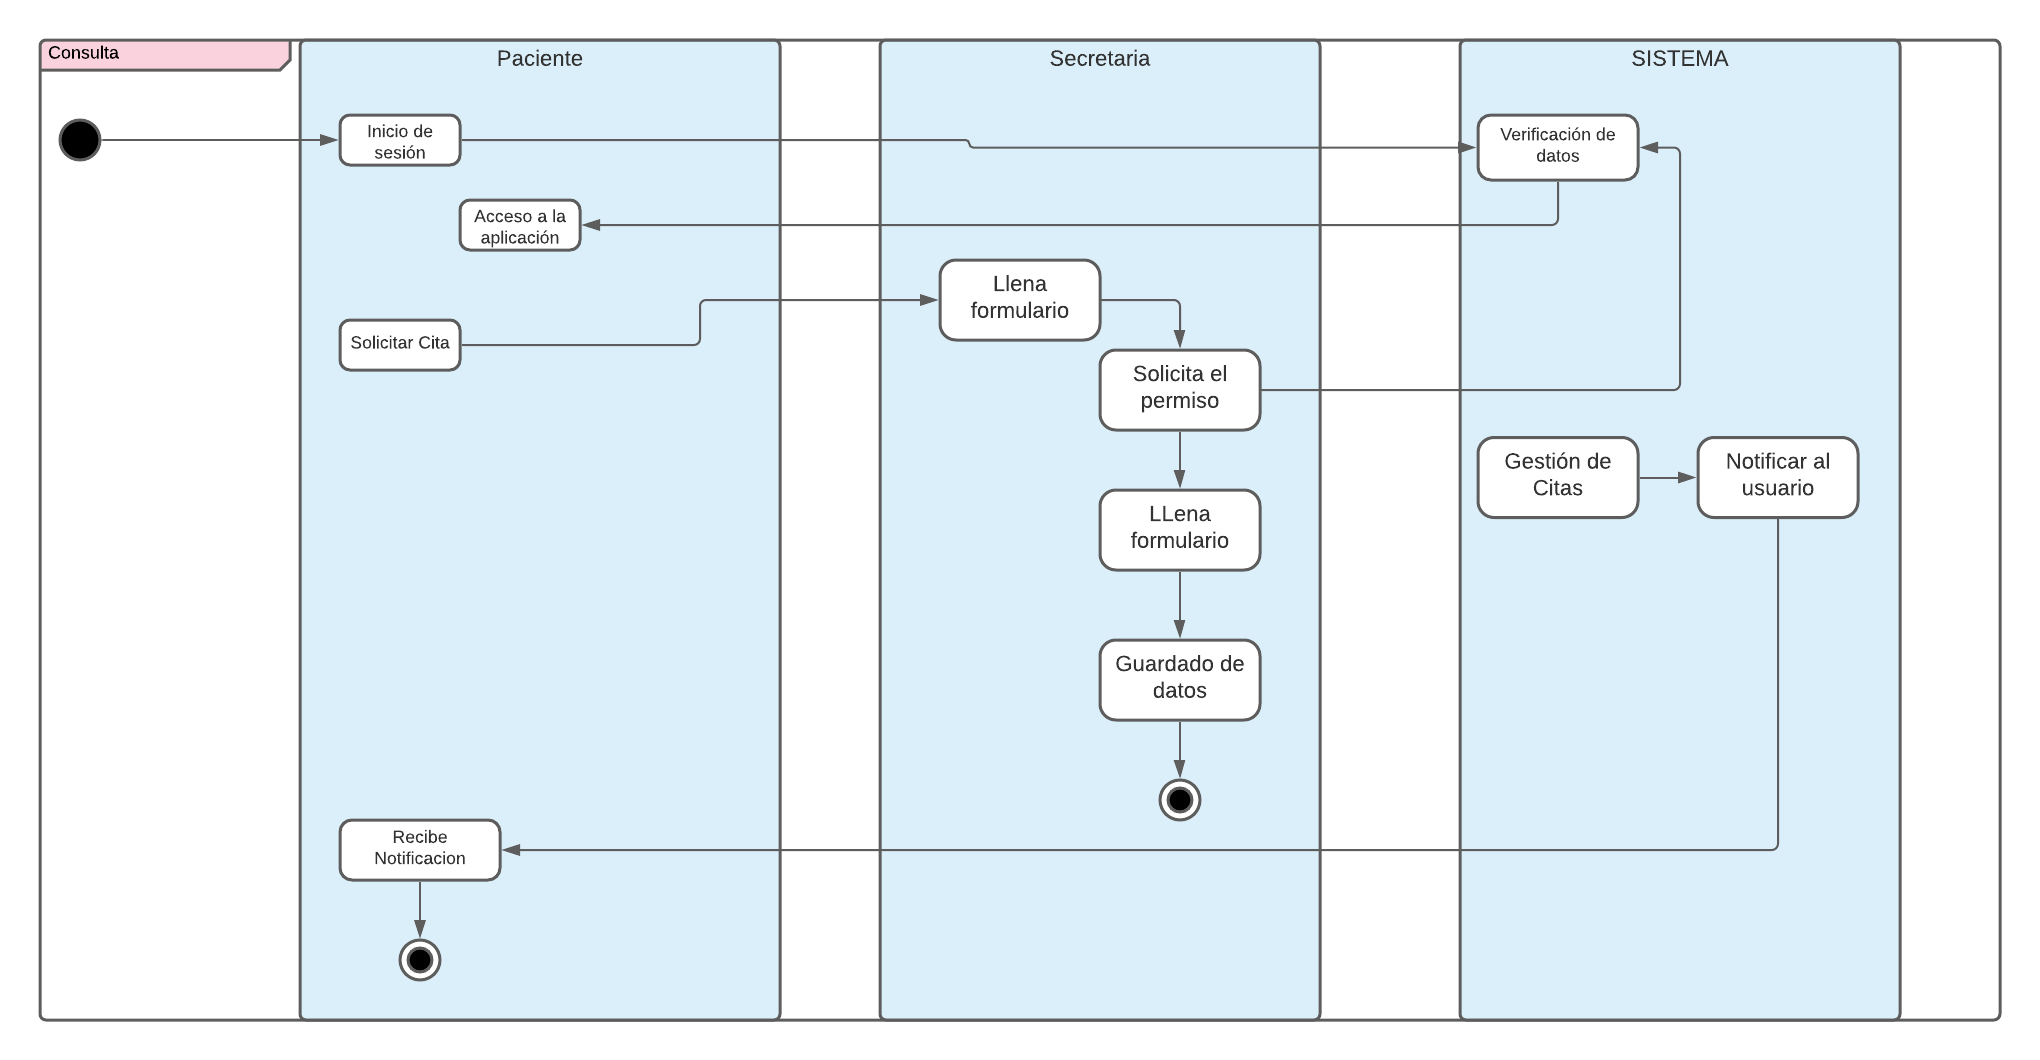 Consulta
Paciente
Secretaria
SISTEMA
Inicio de
sesión
Verificación de
datos
Acceso a la
aplicación
Llena
formulario
Solicitar Cita
Solicita el
permiso
Gestión de
Citas
Notificar al
usuario
LLena
formulario
Guardado de
datos
Recibe
Notificacion